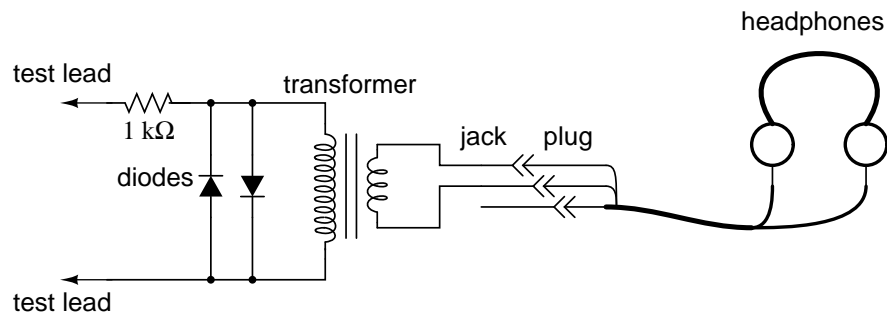 headphones
test lead
transformer
1 kΩ
jack
plug
diodes
test lead